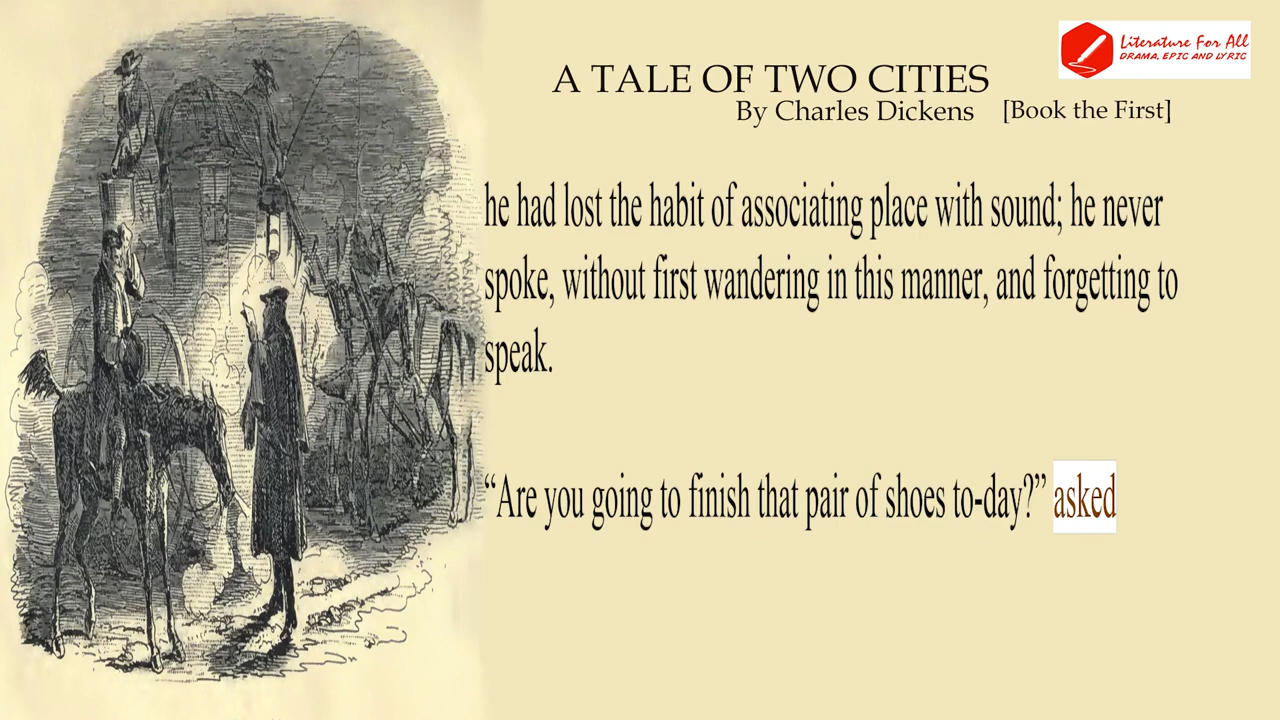 Literature For All
DRAMA, EPIC AND LYRIC
A TALE OF TWO CITIES
By Charles Dickens [Book the First]
he had lost the habit of associating place with sound; he never
spoke, without first wandering in this manner, and forgetting to
speak.
“Are you going to finish that pair of shoes to-day?” asked